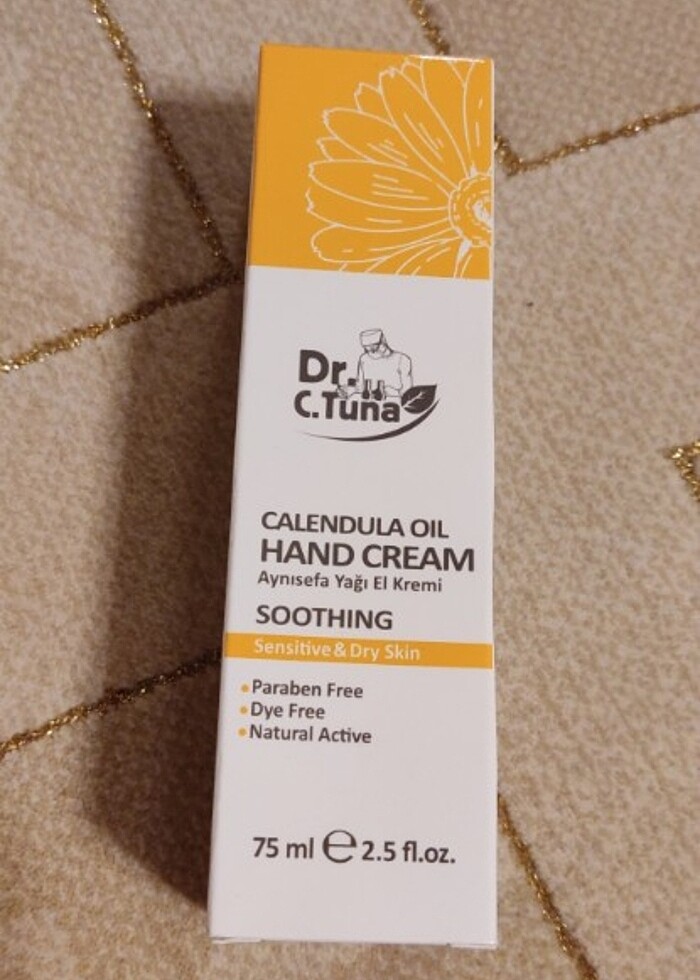 Dr.
C.Tuna
CALENDULA OIL
HAND CREAM
Aynısefa Yağı El Kremi
SOOTHING
Sensitive & Dry Skin
• Paraben Free
• Dye Free
• Natural Active
75 ml ℮ 2.5 fl.oz.